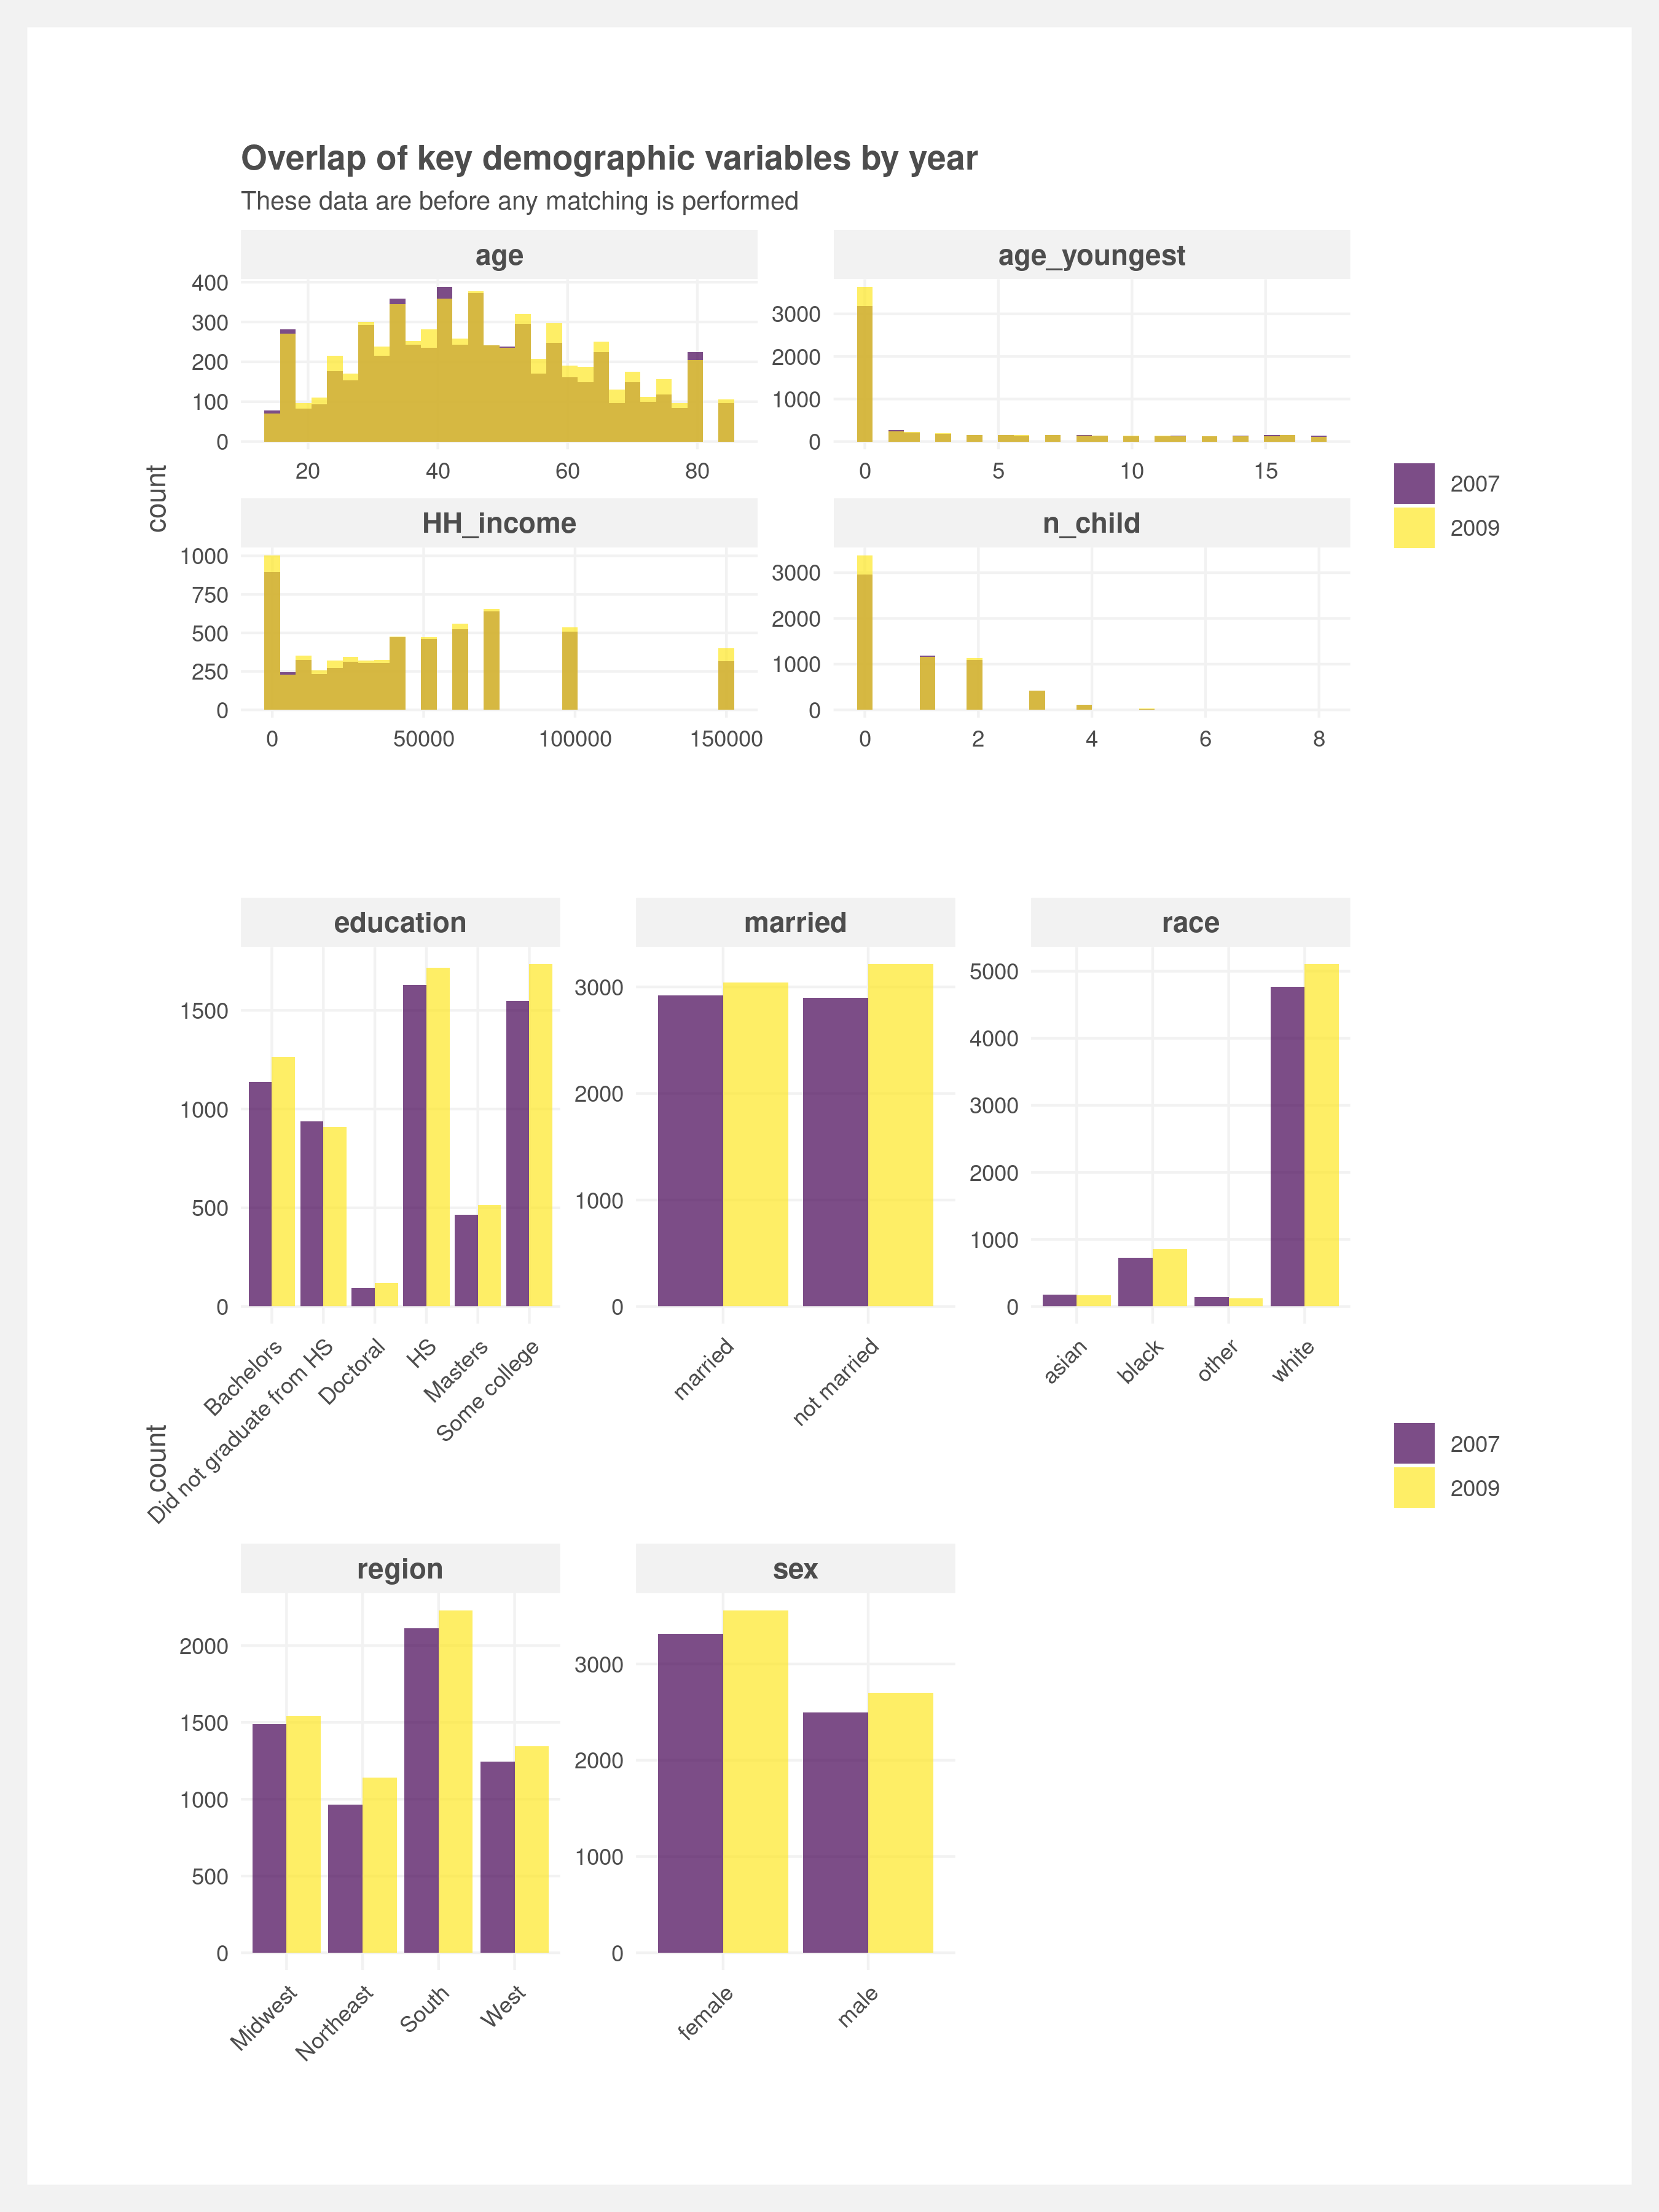 Overlap of key demographic variables by year
These data are before any matching is performed
count
age
400
300
200
100
0
20 40 60 80
age_youngest
3000
2000
1000
0
0 5 10 15
HH_income
1000
750
500
250
0
0 50000 100000 150000
n_child
3000
2000
1000
0
0 2 4 6 8
2007
2009
count
education
1500
1000
500
0
Bachelors
Did not graduate from HS
Doctoral
HS
Masters
Some college
married
3000
2000
1000
0
married
not married
race
5000
4000
3000
2000
1000
0
asian
black
other
white
2007
2009
region
2000
1500
1000
500
0
Midwest
Northeast
South
West
sex
3000
2000
1000
0
female
male